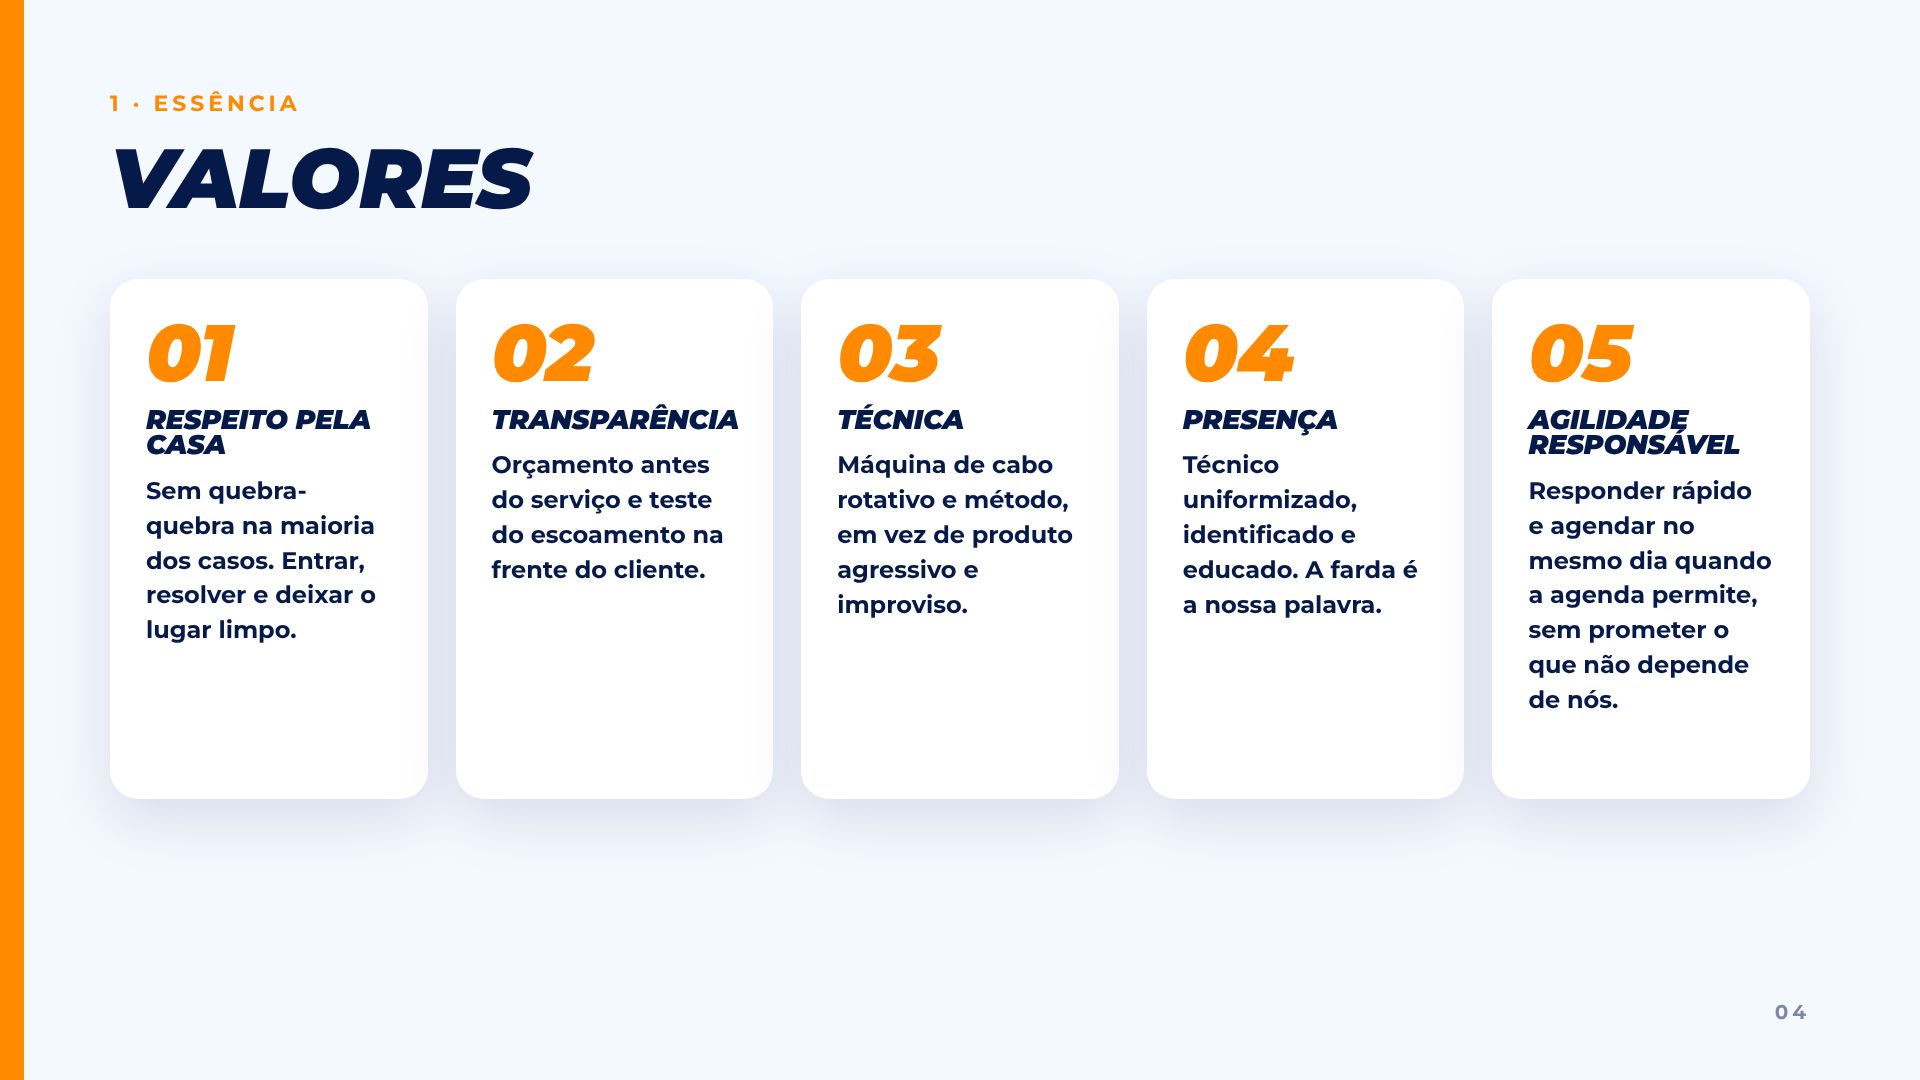 1 · ESSÊNCIA
VALORES
01
RESPEITO PELA
CASA
Sem quebra-
quebra na maioria
dos casos. Entrar,
resolver e deixar o
lugar limpo.
02
TRANSPARÊNCIA
Orçamento antes
do serviço e teste
do escoamento na
frente do cliente.
03
TÉCNICA
Máquina de cabo
rotativo e método,
em vez de produto
agressivo e
improviso.
04
PRESENÇA
Técnico
uniformizado,
identificado e
educado. A farda é
a nossa palavra.
05
AGILIDADE
RESPONSÁVEL
Responder rápido
e agendar no
mesmo dia quando
a agenda permite,
sem prometer o
que não depende
de nós.
04